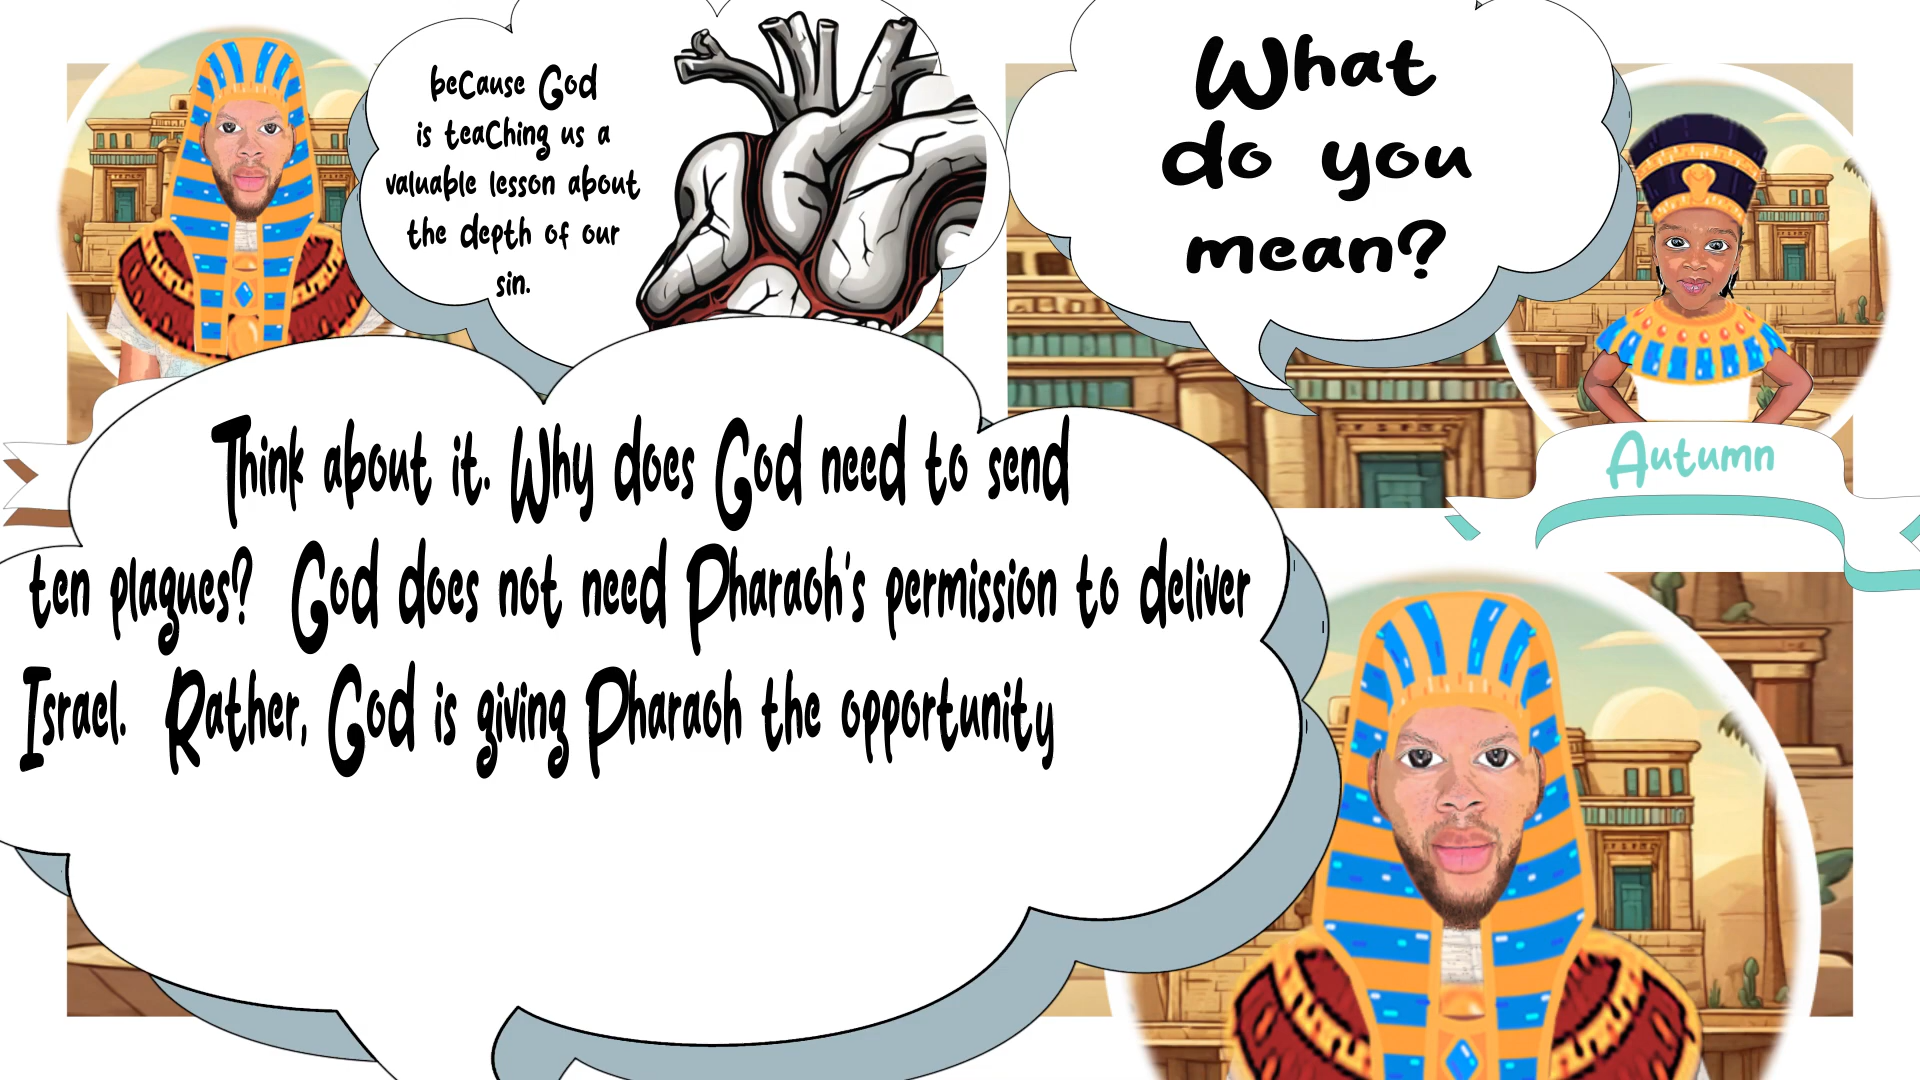 beCause God
is teaChing us a
valuable lesson about
the depth of our
sin.
What
do you
mean?
Autumn
Think about it. Why does God need to send
ten plagues? God does not need Pharaoh's permission to deliver
Israel. Rather, God is giving Pharaoh the opportunity